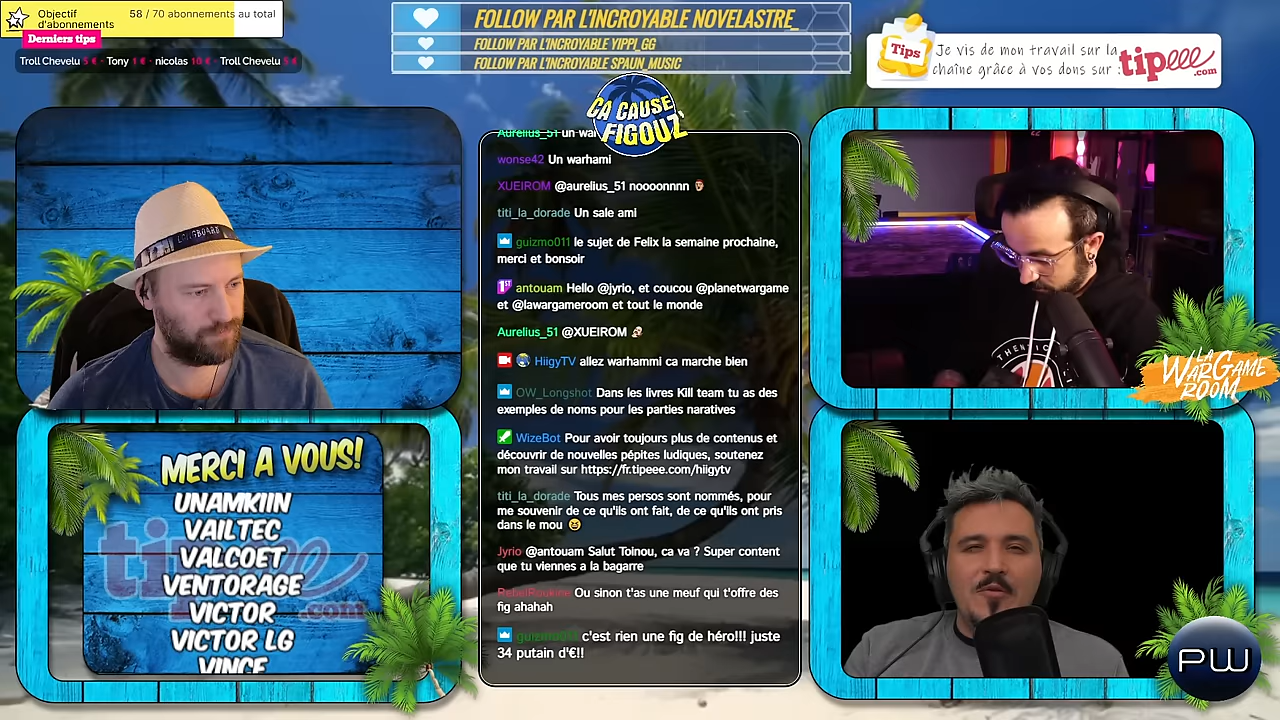 Objectif d'abonnements
58 / 70 abonnements au total
Derniers tips
Troll Chevelu 5 € · Tony 1 € · nicolas 10 € · Troll Chevelu 5 €
FOLLOW PAR L'INCROYABLE NOVELASTRE_
FOLLOW PAR L'INCROYABLE YIPPI_GG
FOLLOW PAR L'INCROYABLE SPAUN_MUSIC
Tips
Je vis de mon travail sur la
chaîne grâce à vos dons sur :
tipeee.com
CA CAUSE
FIGOUZ'
LONGBOARD
Aurelius_51 un
wonse42 Un warhami
XUEIROM @aurelius_51 noooonnnn
titi_la_dorade Un sale ami
guizmo011 le sujet de Felix la semaine prochaine,
merci et bonsoir
1ST antouam Hello @jyrio, et coucou @planetwargame
et @lawargameroom et tout le monde
Aurelius_51 @XUEIROM
HiigyTV allez warhammi ca marche bien
OW_Longshot Dans les livres Kill team tu as des
exemples de noms pour les parties naratives
WizeBot Pour avoir toujours plus de contenus et
découvrir de nouvelles pépites ludiques, soutenez
mon travail sur https://fr.tipeee.com/hiigytv
titi_la_dorade Tous mes persos sont nommés, pour
me souvenir de ce qu'ils ont fait, de ce qu'ils ont pris
dans le mou
Jyrio @antouam Salut Toinou, ca va ? Super content
que tu viennes a la bagarre
Ou sinon t'as une meuf qui t'offre des
fig ahahah
guizmo011 c'est rien une fig de héro!!! juste
34 putain d'€!!
LA
WARGAME
ROOM
MERCI A VOUS!
UNAMKIIN
VAILTEC
VALCOET
VENTORAGE
VICTOR
VICTOR LG
VINCE
tipeee.com
PW